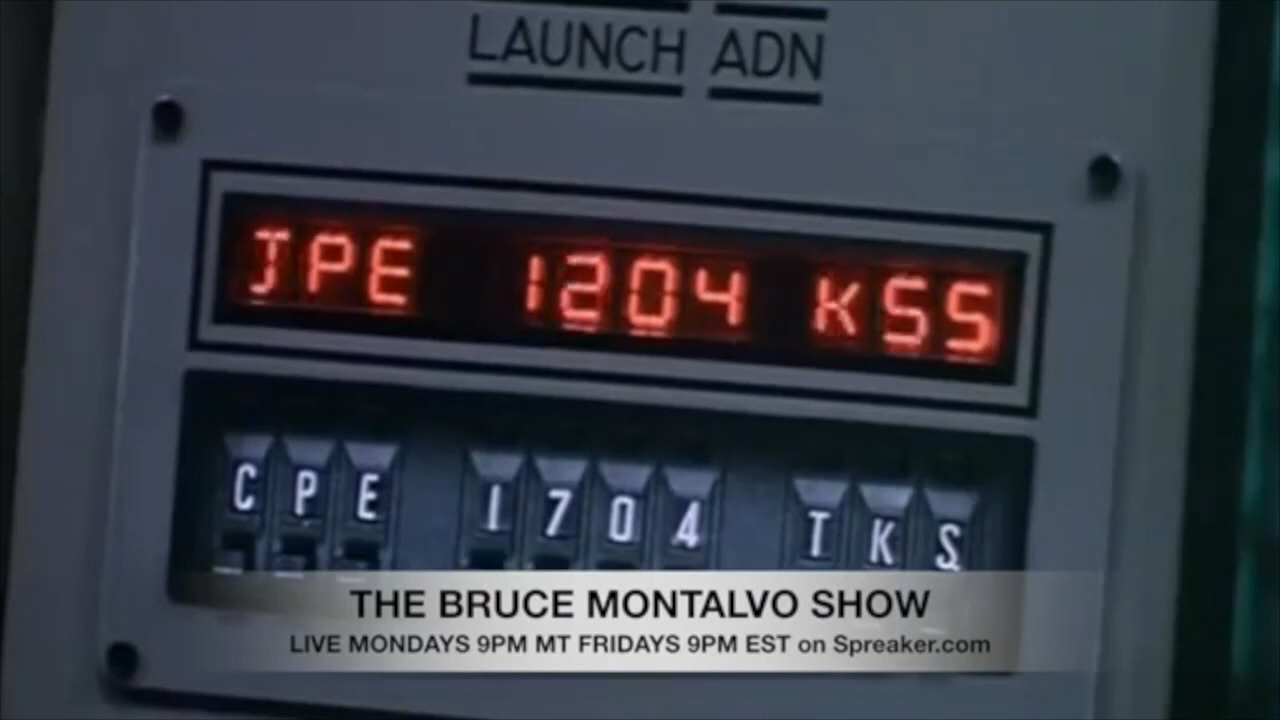 LAUNCH ADN
JPE 1204 KSS
CPE 1704 TKS
THE BRUCE MONTALVO SHOW
LIVE MONDAYS 9PM MT FRIDAYS 9PM EST on Spreaker.com